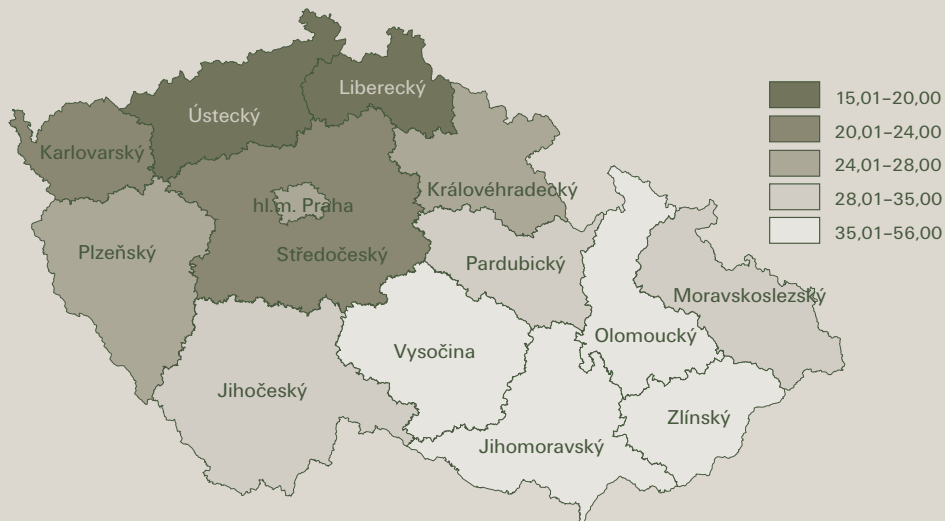 Liberecký
Ústecký
15,01–20,00
20,01–24,00
24,01–28,00
28,01–35,00
35,01–56,00
Karlovarský
Královéhradecký
hl.m. Praha
Plzeňský
Středočeský
Pardubický
Moravskoslezský
Olomoucký
Vysočina
Jihočeský
Zlínský
Jihomoravský